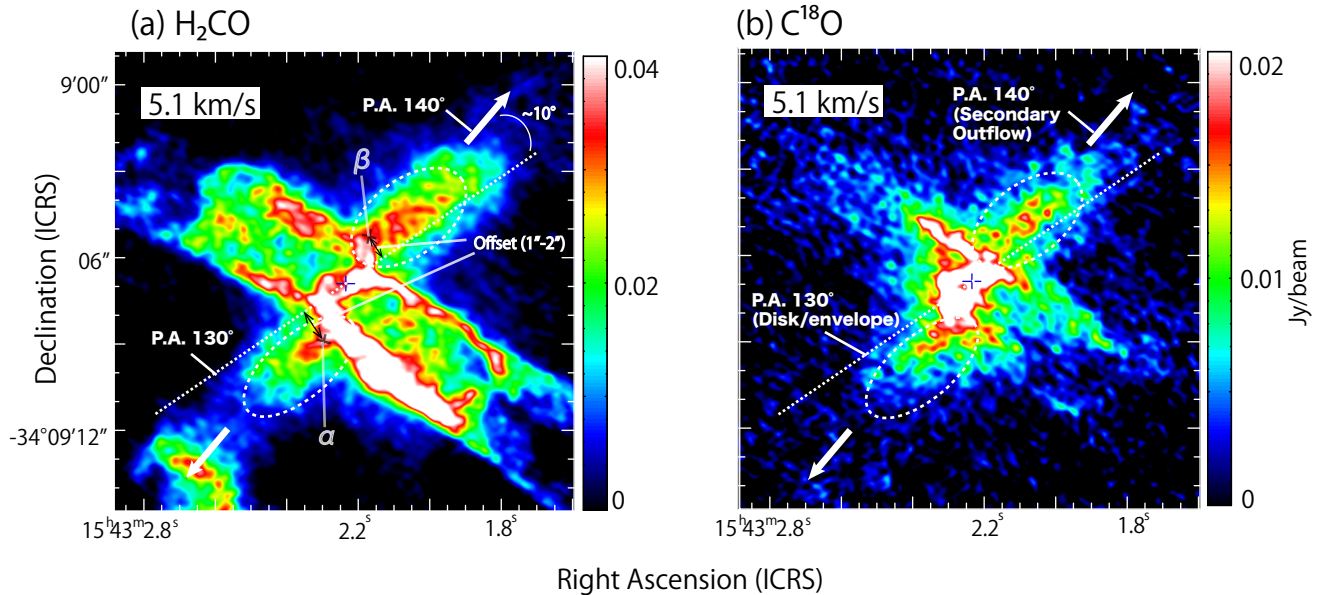 (a) H₂CO
9'00"
06"
-34°09'12"
Declination (ICRS)
5.1 km/s
P.A. 140°
~10°
β
Offset (1"-2")
P.A. 130°
α
0.04
0.02
0
15ʰ43ᵐ2.8ˢ
2.2ˢ
1.8ˢ
(b) C¹⁸O
5.1 km/s
P.A. 140°
(Secondary
Outflow)
P.A. 130°
(Disk/envelope)
0.02
0.01
0
Jy/beam
15ʰ43ᵐ2.8ˢ
2.2ˢ
1.8ˢ
Right Ascension (ICRS)